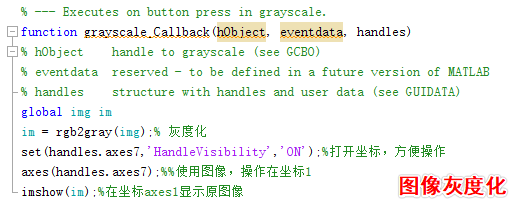 % --- Executes on button press in grayscale.
function grayscale_Callback(hObject, eventdata, handles)
% hObject    handle to grayscale (see GCBO)
% eventdata  reserved - to be defined in a future version of MATLAB
% handles    structure with handles and user data (see GUIDATA)
global img im
im = rgb2gray(img);% 灰度化
set(handles.axes7,'HandleVisibility','ON');%打开坐标，方便操作
axes(handles.axes7);%%使用图像，操作在坐标1
imshow(im);%在坐标axes1显示原图像
图像灰度化